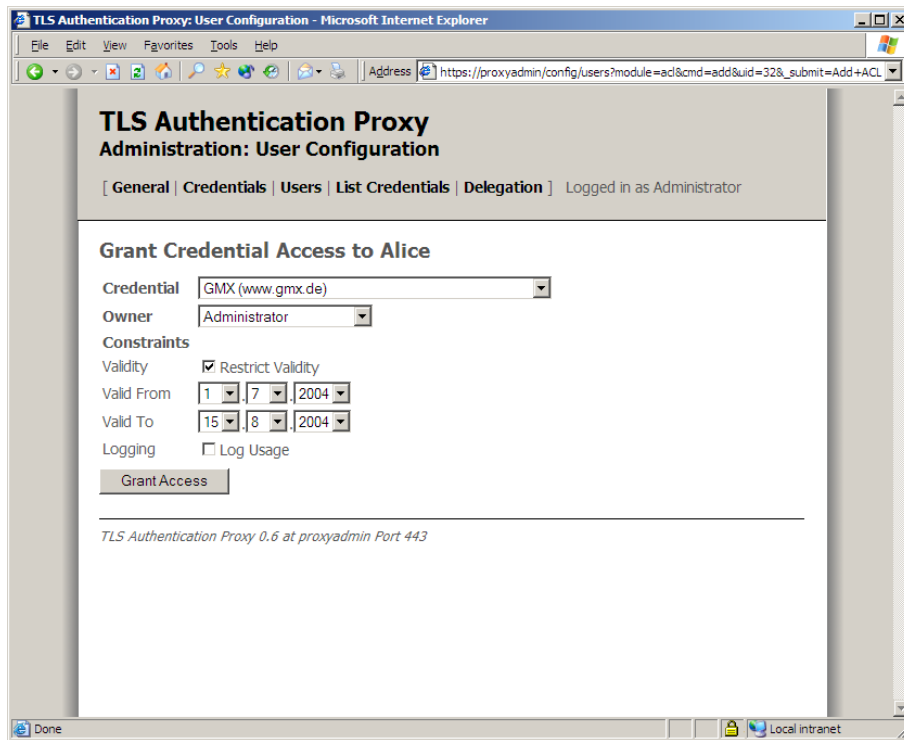 TLS Authentication Proxy: User Configuration - Microsoft Internet Explorer
File Edit View Favorites Tools Help
Address https://proxyadmin/config/users?module=acl&cmd=add&uid=32&_submit=Add+ACL
TLS Authentication Proxy
Administration: User Configuration
[ General | Credentials | Users | List Credentials | Delegation ] Logged in as Administrator
Grant Credential Access to Alice
Credential GMX (www.gmx.de)
Owner Administrator
Constraints
Validity Restrict Validity
Valid From 1 . 7 . 2004
Valid To 15 . 8 . 2004
Logging Log Usage
Grant Access
TLS Authentication Proxy 0.6 at proxyadmin Port 443
Done Local intranet